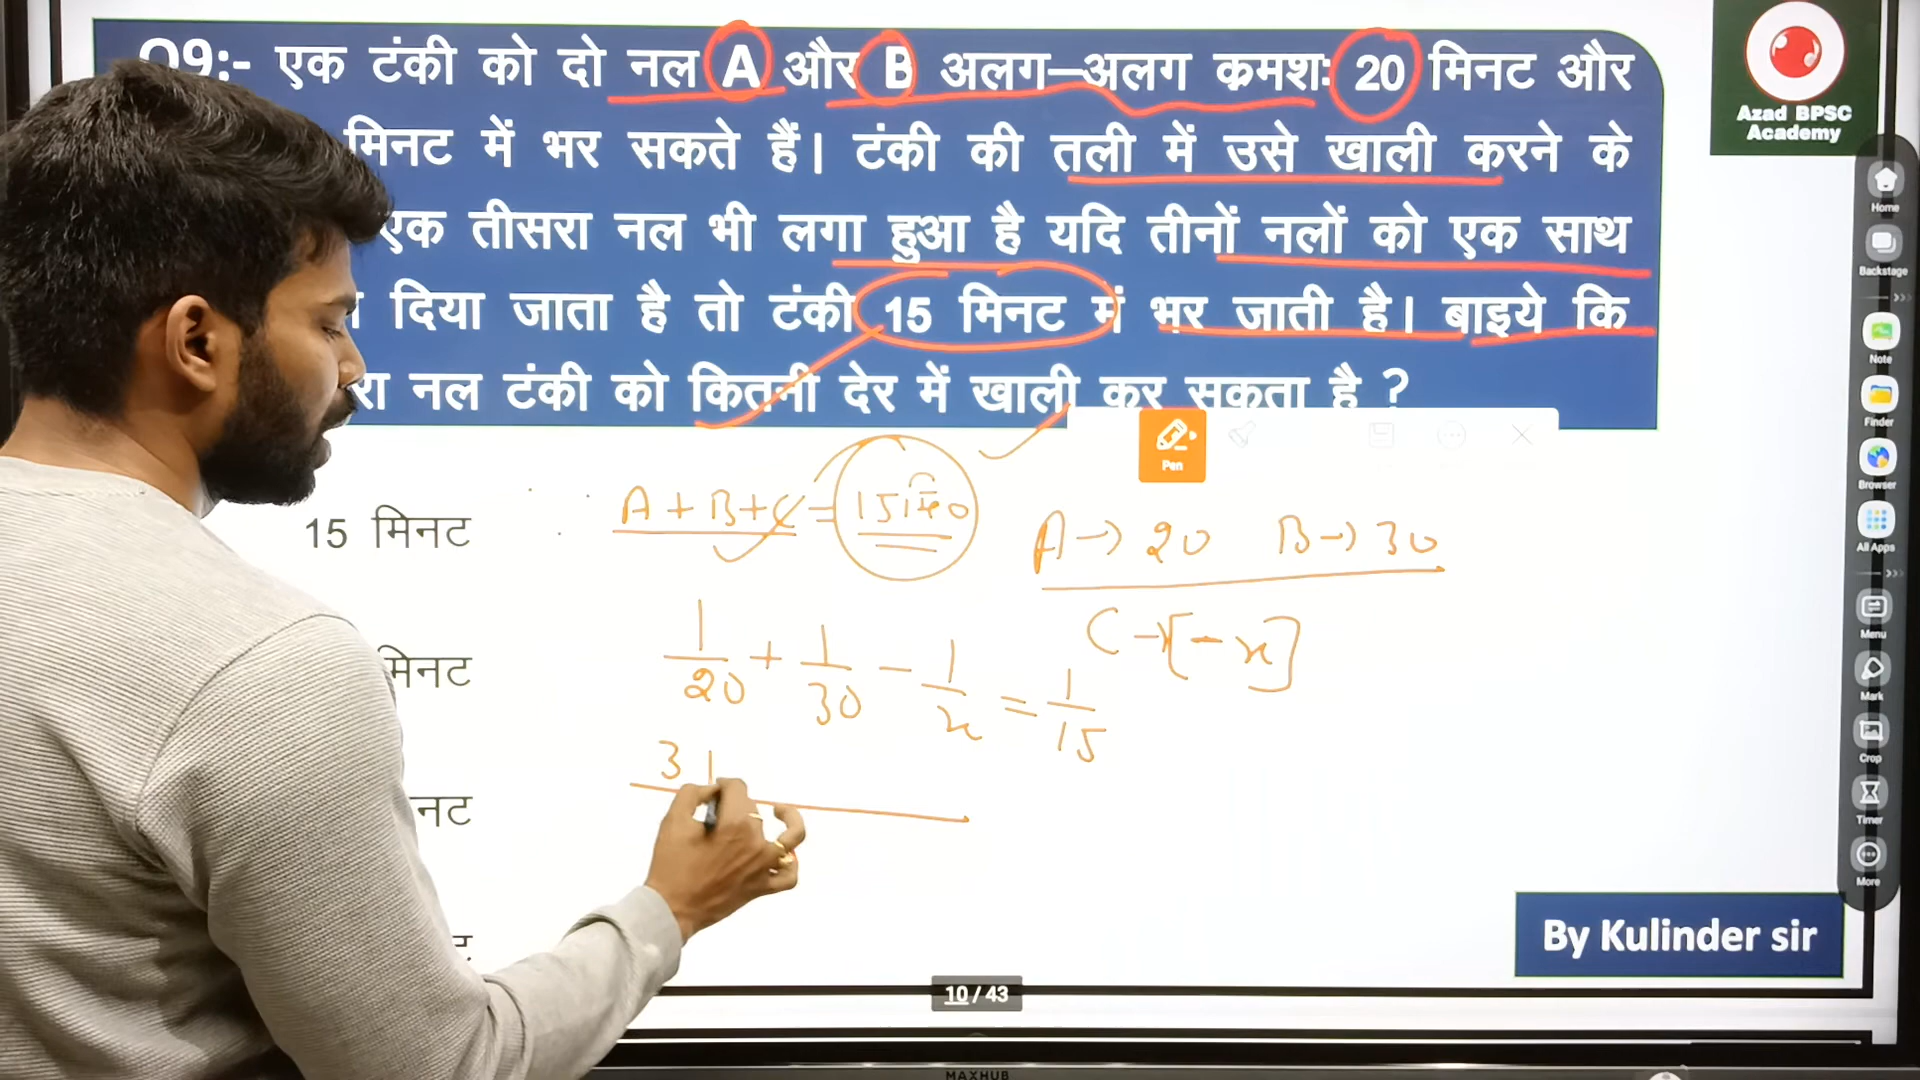 Q9:- एक टंकी को दो नल A और B अलग–अलग क्रमशः 20 मिनट और
मिनट में भर सकते हैं। टंकी की तली में उसे खाली करने के
एक तीसरा नल भी लगा हुआ है यदि तीनों नलों को एक साथ
दिया जाता है तो टंकी 15 मिनट में भर जाती है। बाइये कि
रा नल टंकी को कितनी देर में खाली कर सकता है ?
Azad BPSC
Academy
Home
Backstage
Note
Finder
Browser
All Apps
Menu
Mark
Crop
Timer
More
Pen
A + B + C =
A → 20 B → 30
C → [-x]
1/20 + 1/30 - 1/x = 1/15
3
15 मिनट
मिनट
नट
By Kulinder sir
10 / 43
MAXHUB